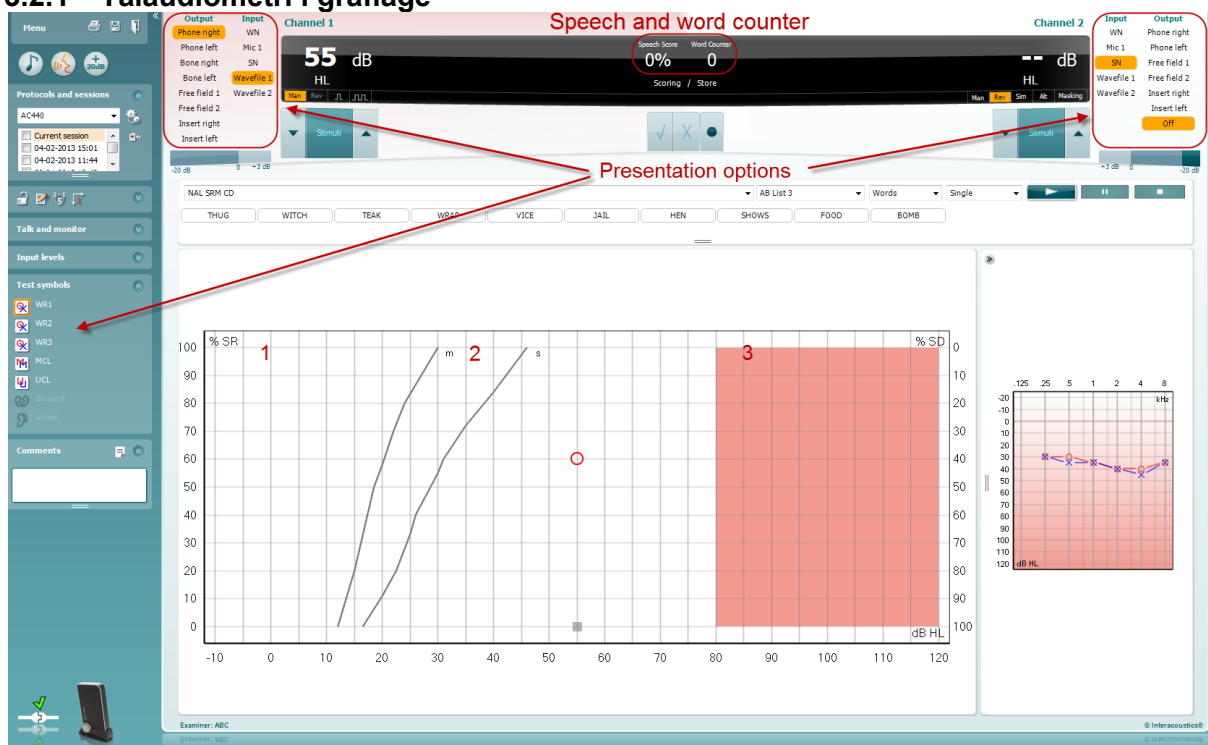 Menu
Output Input
Phone right WN
Phone left Mic 1
Bone right SN
Bone left Wavefile 1
Free field 1 Wavefile 2
Free field 2
Insert right
Insert left
Channel 1
Speech and word counter
Channel 2
Input Output
WN Phone right
Mic 1 Phone left
SN Free field 1
Wavefile 1 Free field 2
Wavefile 2 Insert right
Insert left
Off
55 dB
HL
Man Rev
Speech Score Word Counter
0% 0
Scoring / Store
-- dB
HL
Man Rev Sim Alt Masking
Stimuli
Stimuli
-20 dB 0 +3 dB
+3 dB 0 -20 dB
Presentation options
+20dB
Protocols and sessions
AC440
Current session
04-02-2013 15:01
04-02-2013 11:44
Talk and monitor
Input levels
Test symbols
WR1
WR2
WR3
MCL
UCL
Binaural
Aided
Comments
NAL SRM CD AB List 3 Words Single
THUG WITCH TEAK WRAP VICE JAIL HEN SHOWS FOOD BOMB
% SR 1 m 2 s 3 % SD
100 0
90 10
80 20
70 30
60 40
50 50
40 60
30 70
20 80
10 90
0 dB HL 100
-10 0 10 20 30 40 50 60 70 80 90 100 110 120
.125 .25 .5 1 2 4 8
kHz
-20
-10
0
10
20
30
40
50
60
70
80
90
100
110
120 dB HL
Examiner: ABC
© Interacoustics®